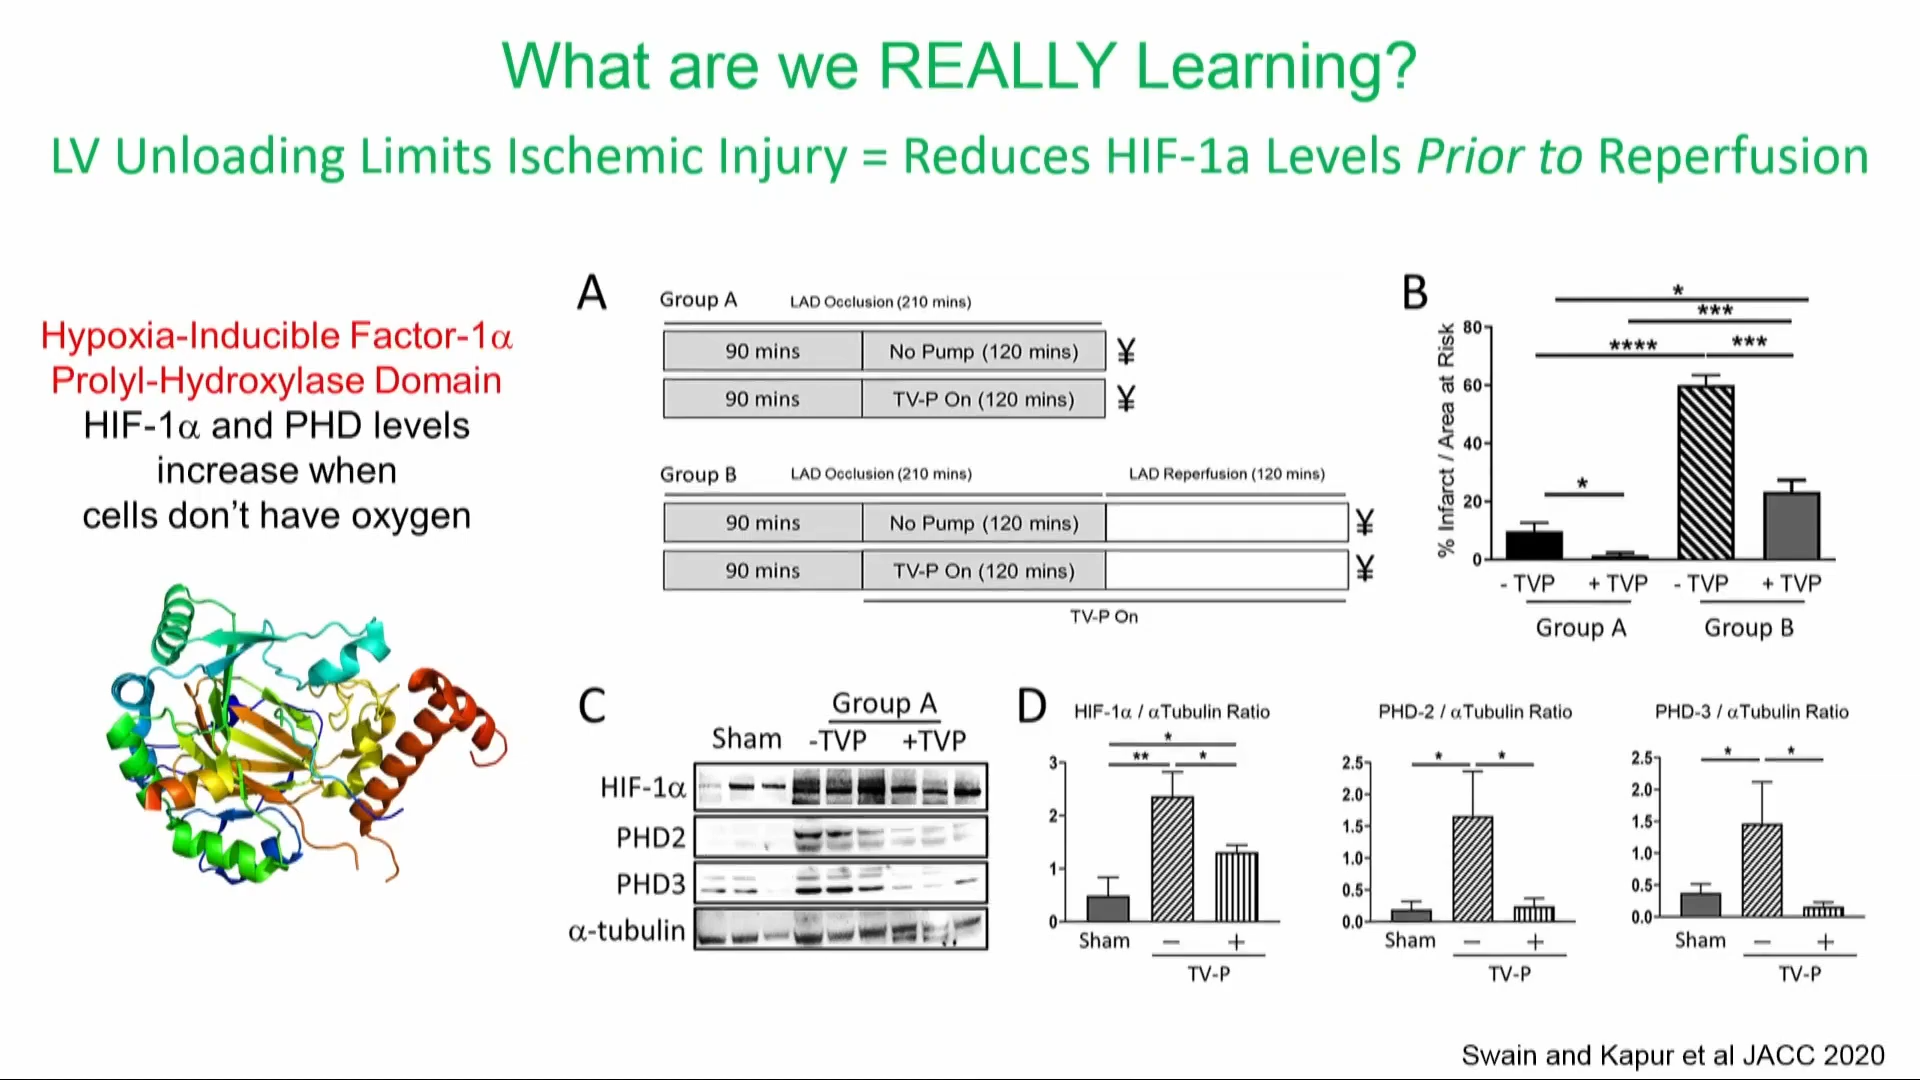 What are we REALLY Learning?
LV Unloading Limits Ischemic Injury = Reduces HIF-1a Levels Prior to Reperfusion
Hypoxia-Inducible Factor-1α
Prolyl-Hydroxylase Domain
HIF-1α and PHD levels
increase when
cells don't have oxygen
A
Group A LAD Occlusion (210 mins)
90 mins No Pump (120 mins) ¥
90 mins TV-P On (120 mins) ¥
Group B LAD Occlusion (210 mins) LAD Reperfusion (120 mins)
90 mins No Pump (120 mins) ¥
90 mins TV-P On (120 mins) ¥
TV-P On
B
% Infarct / Area at Risk
*
***
**** ***
*
80
60
40
20
0
- TVP + TVP - TVP + TVP
Group A Group B
C
Group A
Sham -TVP +TVP
HIF-1α
PHD2
PHD3
α-tubulin
D
HIF-1α / αTubulin Ratio
*
** *
3
2
1
0
Sham − +
TV-P
PHD-2 / αTubulin Ratio
* *
2.5
2.0
1.5
1.0
0.5
0.0
Sham − +
TV-P
PHD-3 / αTubulin Ratio
* *
2.5
2.0
1.5
1.0
0.5
0.0
Sham − +
TV-P
Swain and Kapur et al JACC 2020